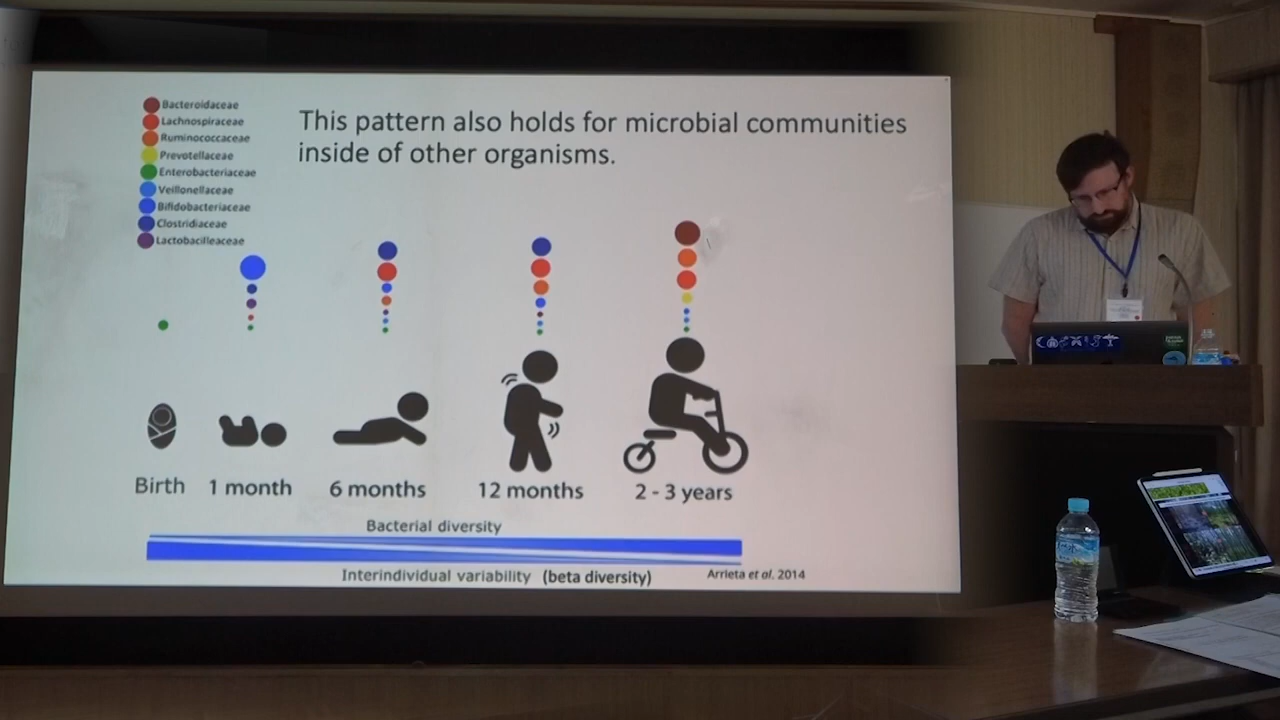 This pattern also holds for microbial communities
inside of other organisms.
Bacteroidaceae
Lachnospiraceae
Ruminococcaceae
Prevotellaceae
Enterobacteriaceae
Veillonellaceae
Bifidobacteriaceae
Clostridiaceae
Lactobacilleaceae
Birth
1 month
6 months
12 months
2 - 3 years
Bacterial diversity
Interindividual variability (beta diversity)
Arrieta et al. 2014